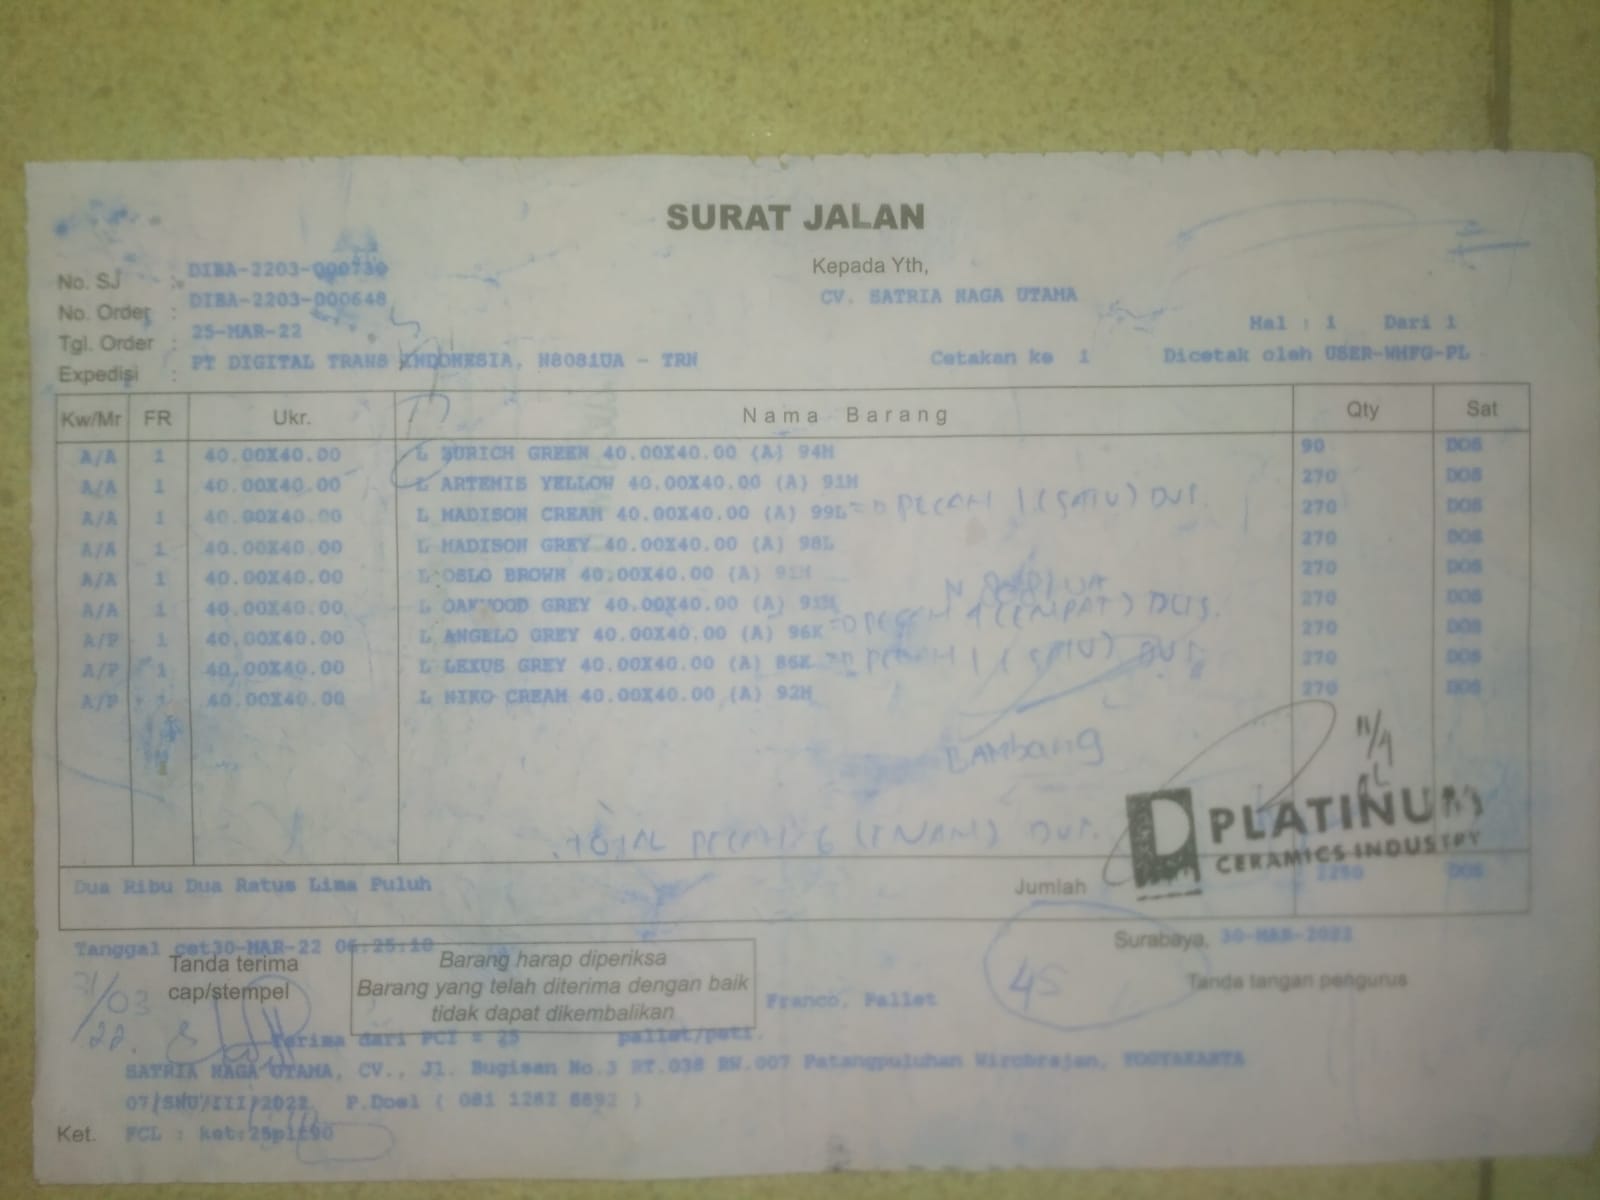 SURAT JALAN
No. SJ : DIBA-2203-000730
No. Order : DIBA-2203-000648
Tgl. Order : 25-MAR-22
Expedisi : PT DIGITAL TRANS INDONESIA, N8081UA - TRN
Kepada Yth,
CV. SATRIA NAGA UTAMA
Hal : 1 Dari 1
Cetakan ke 1 Dicetak oleh USER-WHFG-PL
Kw/Mr FR Ukr. Nama Barang Qty Sat
A/A 1 40.00X40.00 L ZURICH GREEN 40.00X40.00 (A) 94M 90 DOS
A/A 1 40.00X40.00 L ARTEMIS YELLOW 40.00X40.00 (A) 91M 270 DOS
A/A 1 40.00X40.00 L MADISON CREAM 40.00X40.00 (A) 99L 270 DOS
PECAH 1 (SATU) DUS.
A/A 1 40.00X40.00 L MADISON GREY 40.00X40.00 (A) 98L 270 DOS
A/A 1 40.00X40.00 L OSLO BROWN 40.00X40.00 (A) 270 DOS
A/A 1 40.00X40.00 L OAKWOOD GREY 40.00X40.00 (A) 270 DOS
N 8081 UA
A/P 1 40.00X40.00 L ANGELO GREY 40.00X40.00 (A) 96K 270 DOS
PECAH 4 (EMPAT) DUS.
A/P 1 40.00X40.00 L LEXUS GREY 40.00X40.00 (A) 86K 270 DOS
PECAH 1 (SATU) DUS.
A/P 1 40.00X40.00 L NIKO CREAM 40.00X40.00 (A) 92M 270 DOS
BAMbang
11/4
TOTAL PECAH 6 (ENAM) DUS.
PLATINUM
CERAMICS INDUSTRY
Dua Ribu Dua Ratus Lima Puluh Jumlah 2250 DOS
Tanggal cet30-MAR-22 06:25:10
Surabaya, 30-MAR-2022
Tanda terima
cap/stempel
Barang harap diperiksa
Barang yang telah diterima dengan baik
tidak dapat dikembalikan
Franco, Pallet
45
Tanda tangan pengurus
31/03
22.
Terima dari PCI = 25 pallet/peti.
SATRIA NAGA UTAMA, CV., Jl. Bugisan No.3 RT.038 RW.007 Patangpuluhan Wirobrajan, YOGYAKARTA
07/SNU/III/2022 P.Doel ( 081 1282 8892 )
Ket. FCL : ket:25plt90